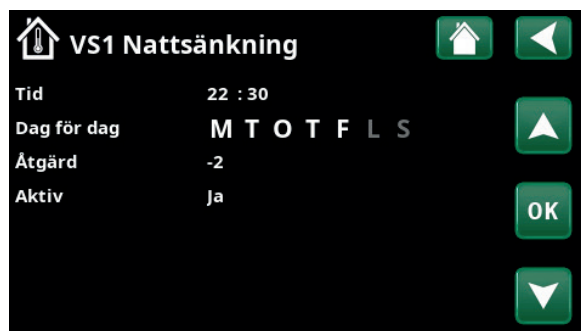 VS1 Nattsänkning
Tid 22 : 30
Dag för dag M T O T F L S
Åtgärd -2
Aktiv Ja
OK